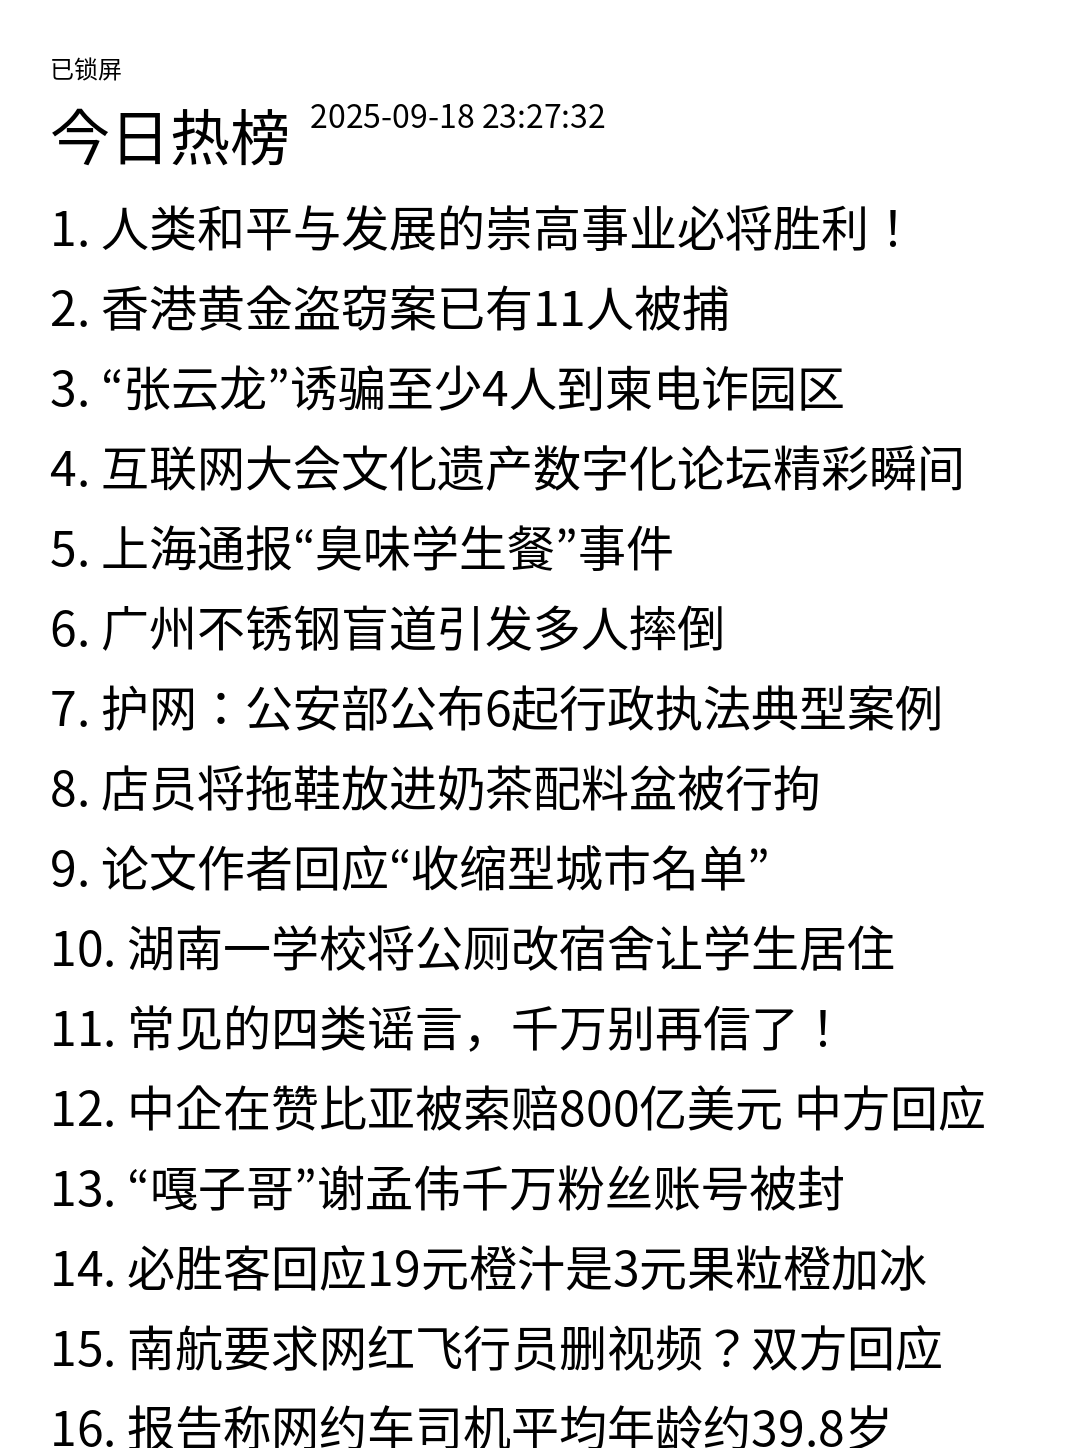 已锁屏
今日热榜 2025-09-18 23:27:32
1. 人类和平与发展的崇高事业必将胜利！
2. 香港黄金盗窃案已有11人被捕
3. “张云龙”诱骗至少4人到柬电诈园区
4. 互联网大会文化遗产数字化论坛精彩瞬间
5. 上海通报“臭味学生餐”事件
6. 广州不锈钢盲道引发多人摔倒
7. 护网：公安部公布6起行政执法典型案例
8. 店员将拖鞋放进奶茶配料盆被行拘
9. 论文作者回应“收缩型城市名单”
10. 湖南一学校将公厕改宿舍让学生居住
11. 常见的四类谣言，千万别再信了！
12. 中企在赞比亚被索赔800亿美元 中方回应
13. “嘎子哥”谢孟伟千万粉丝账号被封
14. 必胜客回应19元橙汁是3元果粒橙加冰
15. 南航要求网红飞行员删视频？双方回应
16. 报告称网约车司机平均年龄约39.8岁